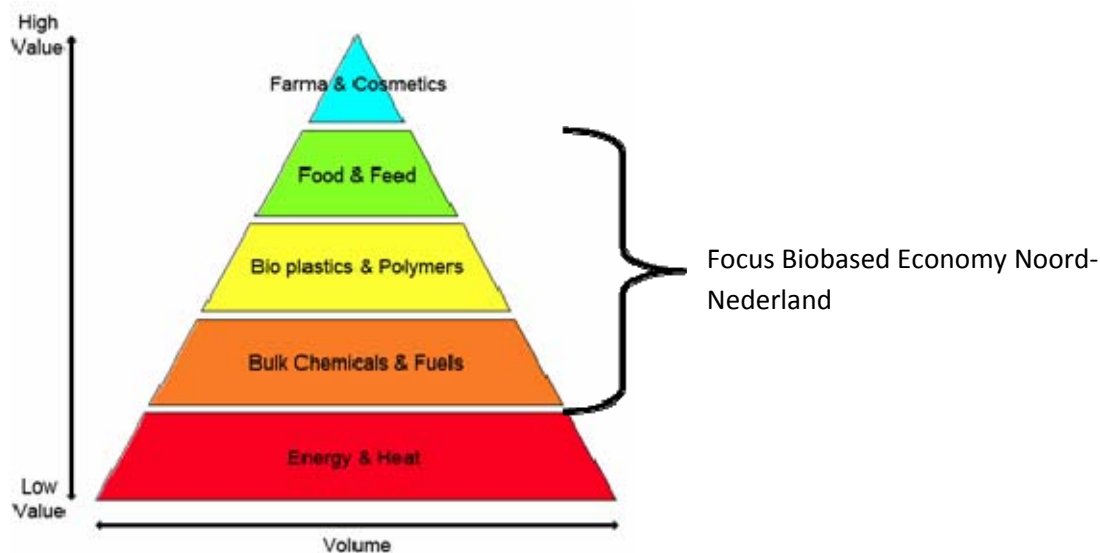 High
Value
Farma & Cosmetics
Food & Feed
Bio plastics & Polymers
Focus Biobased Economy Noord-
Nederland
Bulk Chemicals & Fuels
Energy & Heat
Low
Value
Volume